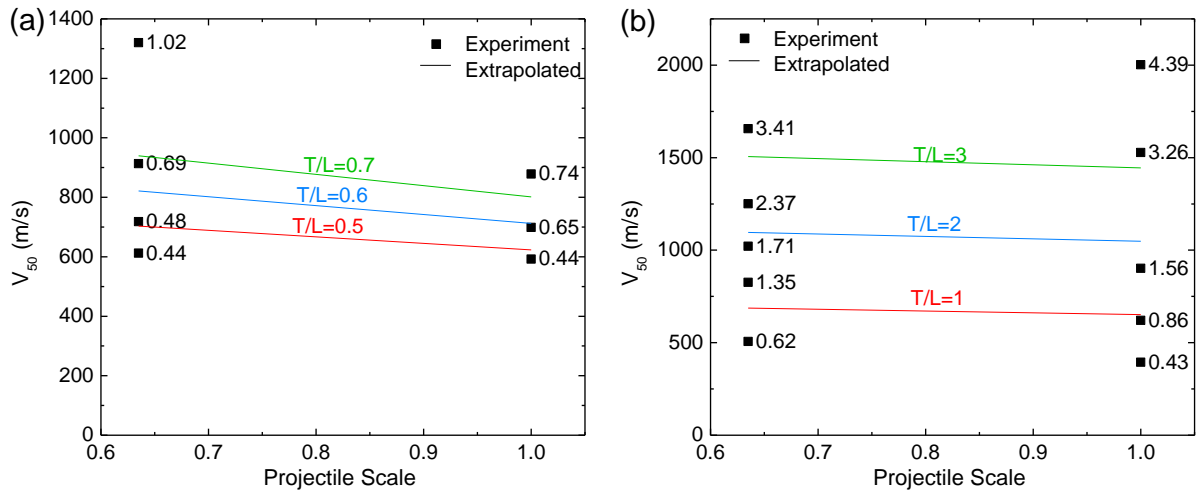 (a)
1400
1200
1000
800
600
400
200
0
V50 (m/s)
Experiment
Extrapolated
1.02
0.69
0.48
0.44
T/L=0.7
T/L=0.6
T/L=0.5
0.74
0.65
0.44
0.6 0.7 0.8 0.9 1.0
Projectile Scale
(b)
2000
1500
1000
500
0
V50 (m/s)
Experiment
Extrapolated
3.41
2.37
1.71
1.35
0.62
T/L=3
T/L=2
T/L=1
4.39
3.26
1.56
0.86
0.43
0.6 0.7 0.8 0.9 1.0
Projectile Scale